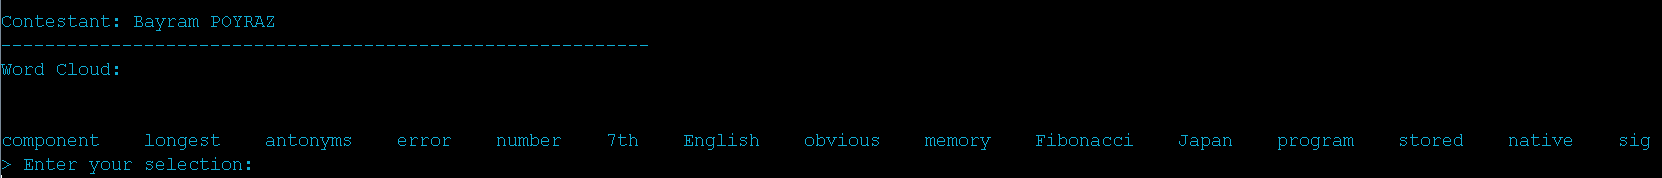 Contestant: Bayram POYRAZ
-----------------------------------------------------------
Word Cloud:
component longest antonyms error number 7th English obvious memory Fibonacci Japan program stored native sig
> Enter your selection: